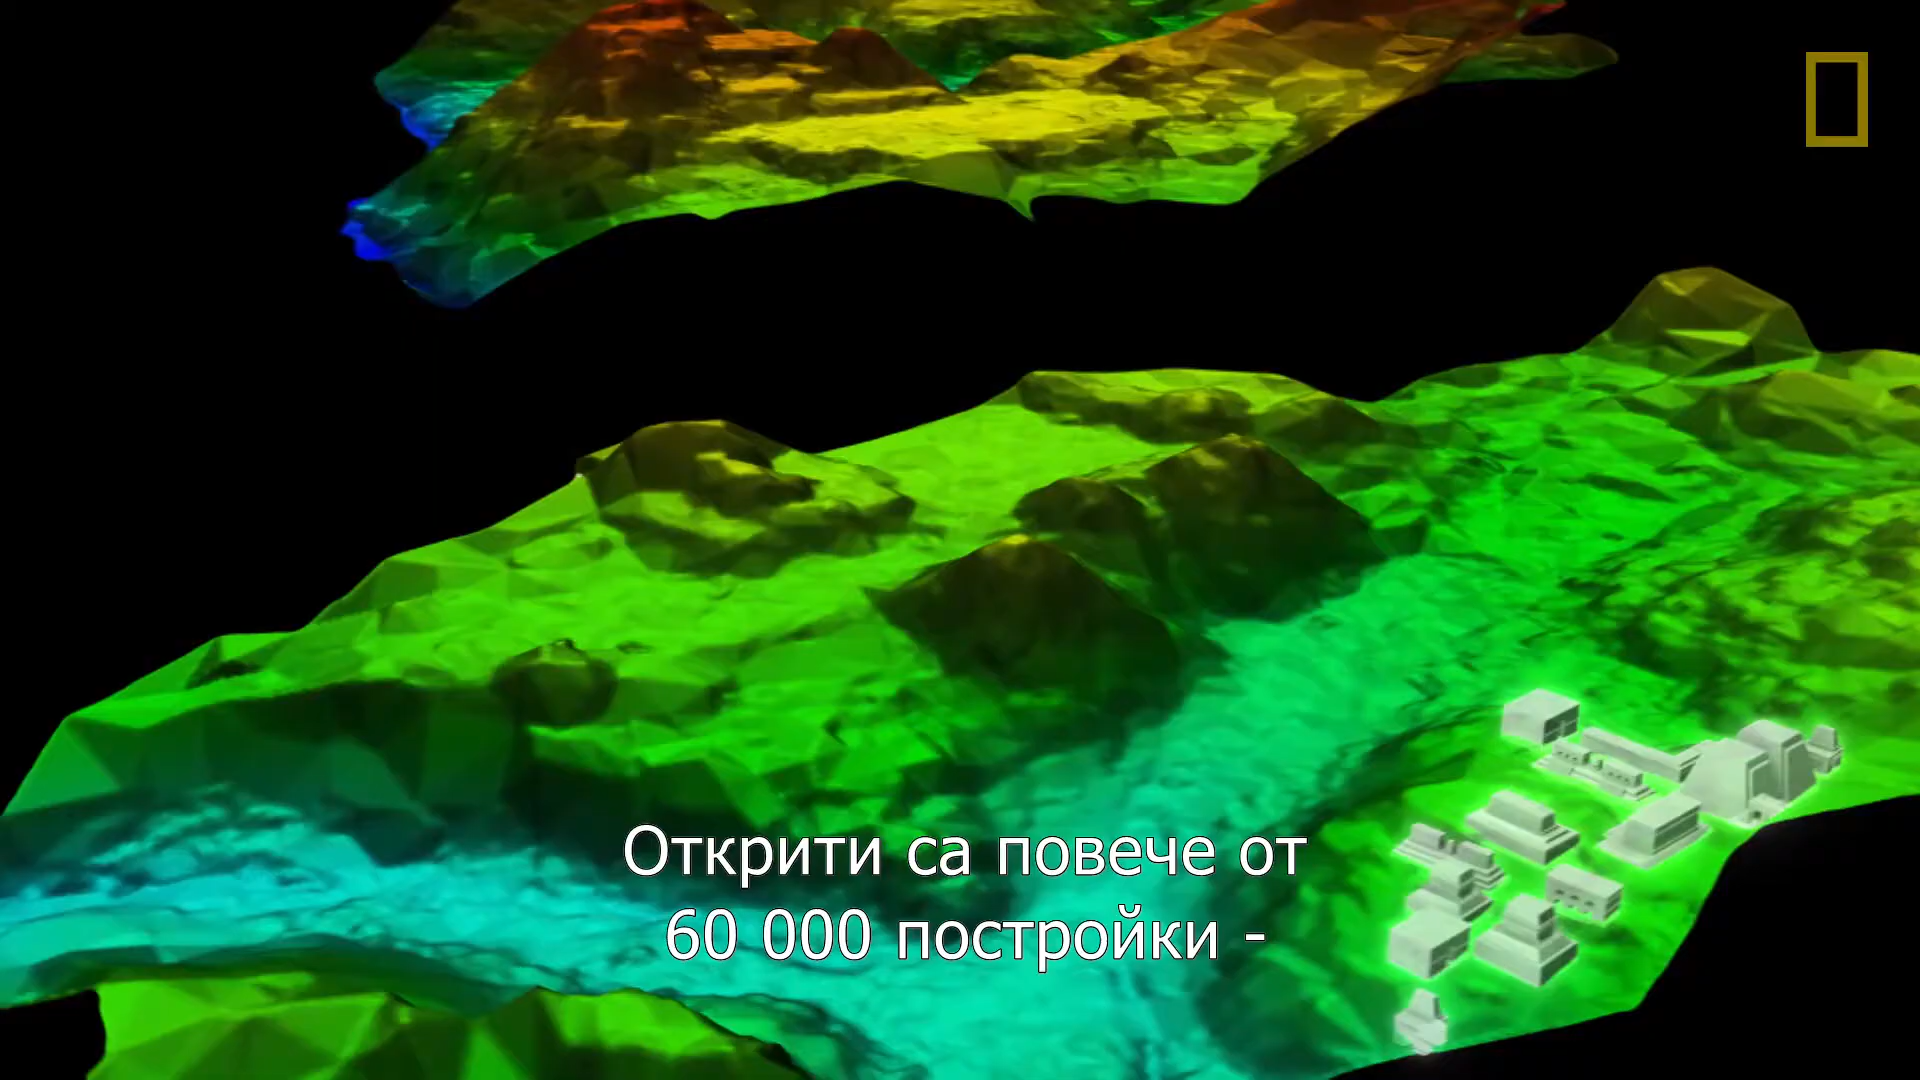 Открити са повече от
60 000 постройки -